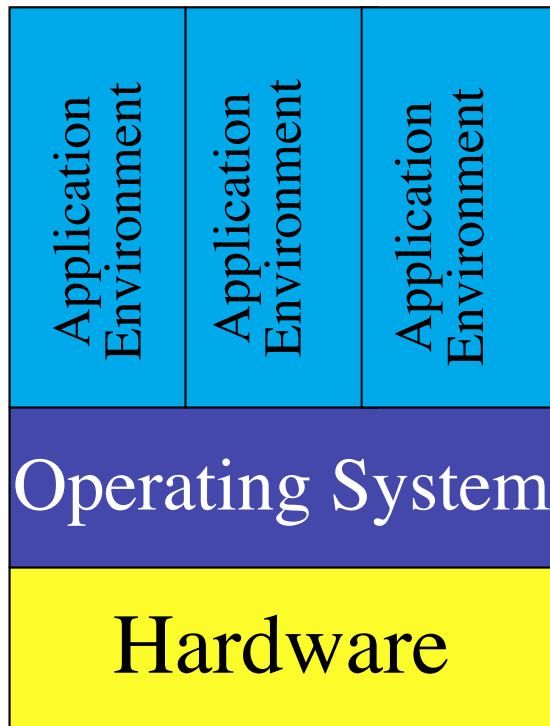 Application
Environment
Application
Environment
Application
Environment
Operating System
Hardware